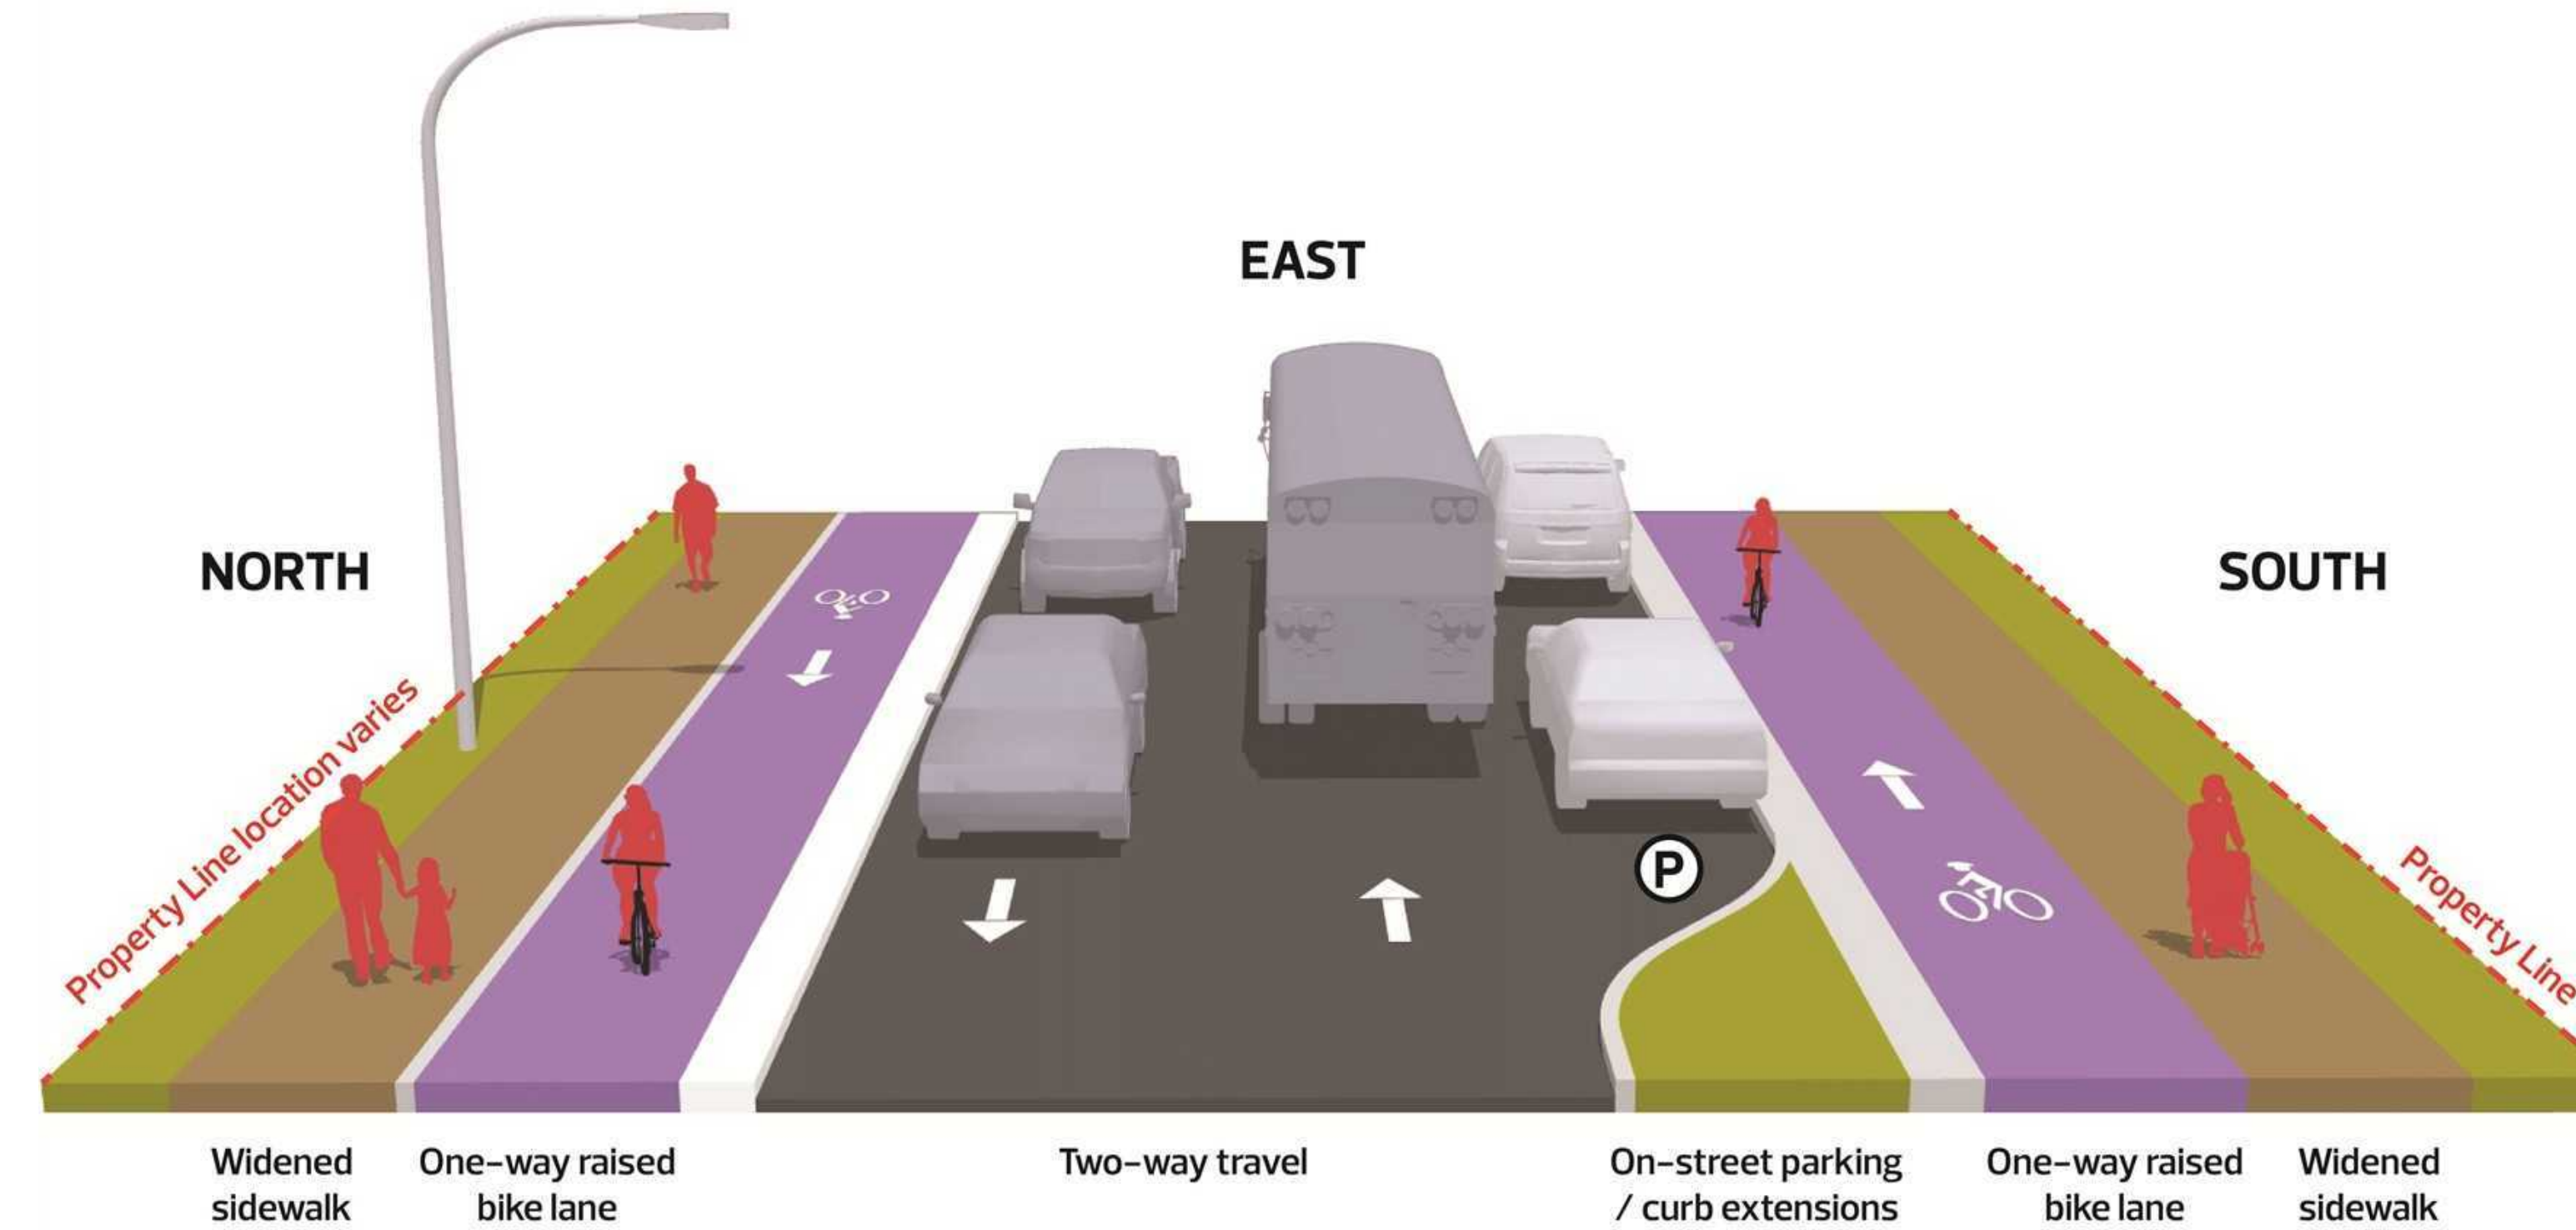 EAST
NORTH
SOUTH
Property Line location varies
Property Line
P
Widened
sidewalk
One-way raised
bike lane
Two-way travel
On-street parking
/ curb extensions
One-way raised
bike lane
Widened
sidewalk